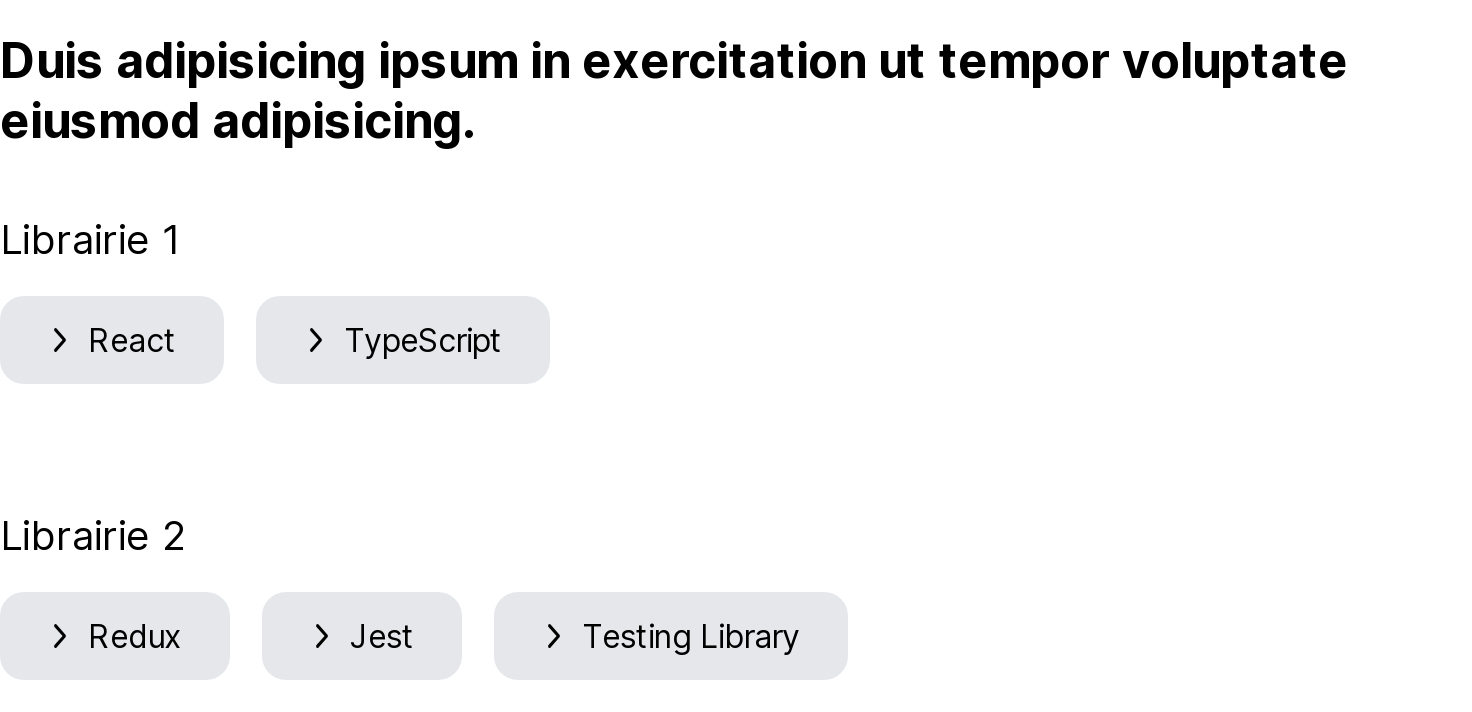 Duis adipisicing ipsum in exercitation ut tempor voluptate
eiusmod adipisicing.
Librairie 1
React
TypeScript
Librairie 2
Redux
Jest
Testing Library